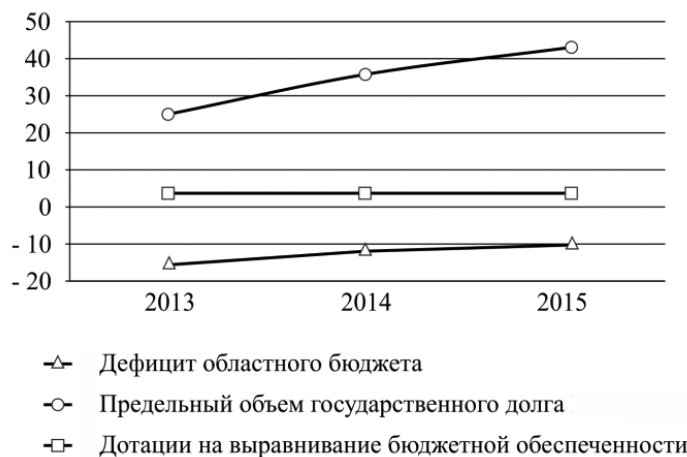 50
40
30
20
10
0
- 10
- 20
2013 2014 2015
Дефицит областного бюджета
Предельный объем государственного долга
Дотации на выравнивание бюджетной обеспеченности